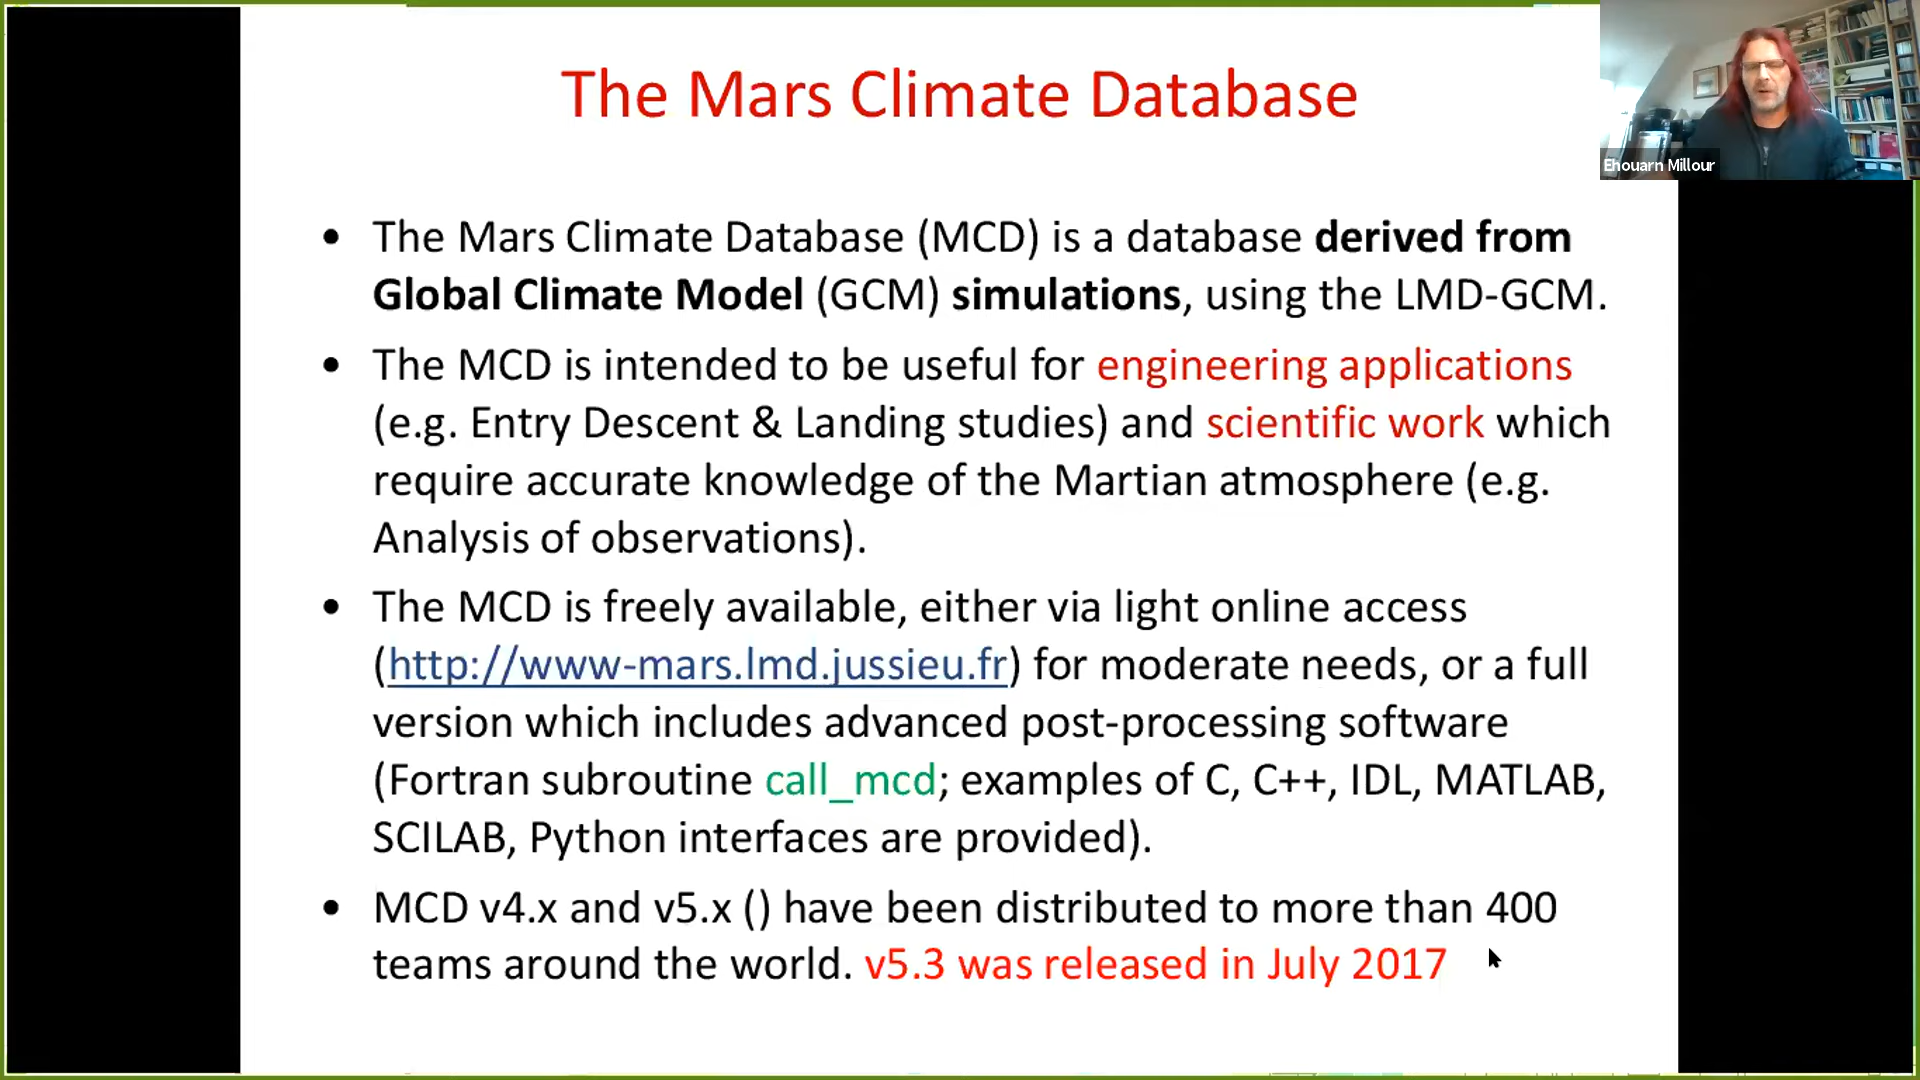 The Mars Climate Database
Ehouarn Millour
• The Mars Climate Database (MCD) is a database derived from
Global Climate Model (GCM) simulations, using the LMD-GCM.
• The MCD is intended to be useful for engineering applications
(e.g. Entry Descent & Landing studies) and scientific work which
require accurate knowledge of the Martian atmosphere (e.g.
Analysis of observations).
• The MCD is freely available, either via light online access
(http://www-mars.lmd.jussieu.fr) for moderate needs, or a full
version which includes advanced post-processing software
(Fortran subroutine call_mcd; examples of C, C++, IDL, MATLAB,
SCILAB, Python interfaces are provided).
• MCD v4.x and v5.x () have been distributed to more than 400
teams around the world. v5.3 was released in July 2017